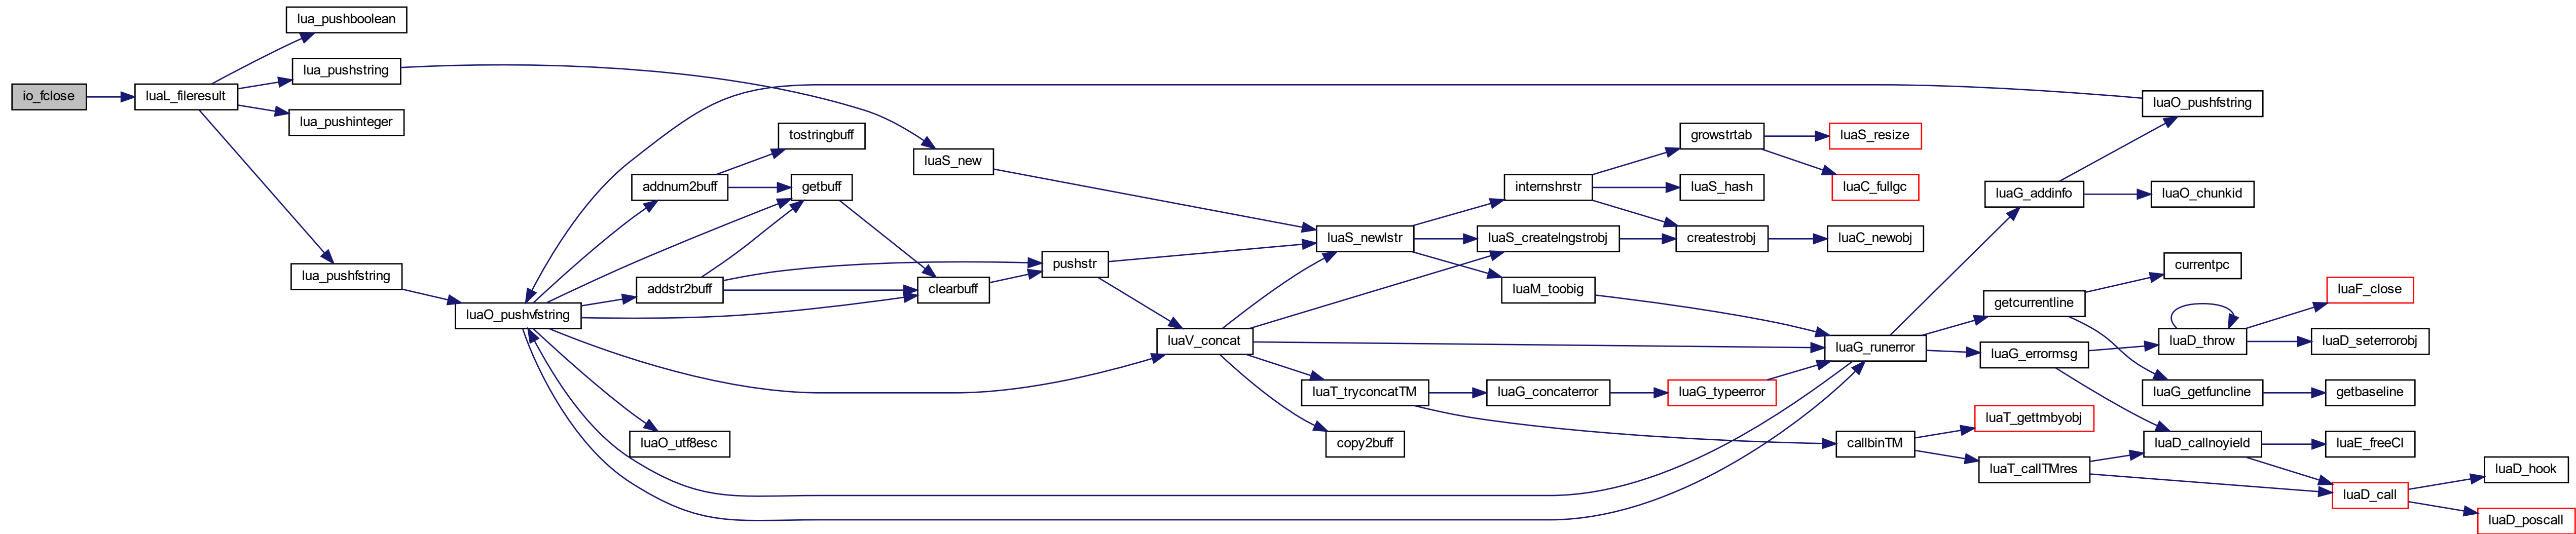 io_fclose
luaL_fileresult
lua_pushboolean
lua_pushstring
lua_pushinteger
lua_pushfstring
luaO_pushvfstring
addnum2buff
tostringbuff
getbuff
addstr2buff
clearbuff
luaO_utf8esc
luaS_new
pushstr
luaV_concat
luaS_newlstr
luaT_tryconcatTM
copy2buff
internshrstr
luaS_createlngstrobj
luaM_toobig
luaG_concaterror
growstrtab
luaS_hash
createstrobj
luaG_typeerror
luaS_resize
luaC_fullgc
luaC_newobj
luaG_runerror
callbinTM
luaG_addinfo
getcurrentline
luaG_errormsg
luaT_gettmbyobj
luaT_callTMres
luaO_pushfstring
luaO_chunkid
currentpc
luaD_throw
luaG_getfuncline
luaD_callnoyield
luaF_close
luaD_seterrorobj
getbaseline
luaE_freeCI
luaD_call
luaD_hook
luaD_poscall